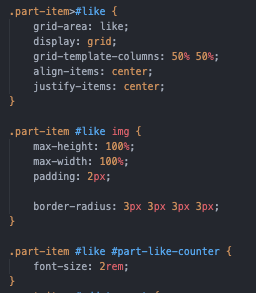 .part-item>#like {
    grid-area: like;
    display: grid;
    grid-template-columns: 50% 50%;
    align-items: center;
    justify-items: center;
}
.part-item #like img {
    max-height: 100%;
    max-width: 100%;
    padding: 2px;
    border-radius: 3px 3px 3px 3px;
}
.part-item #like #part-like-counter {
    font-size: 2rem;
}